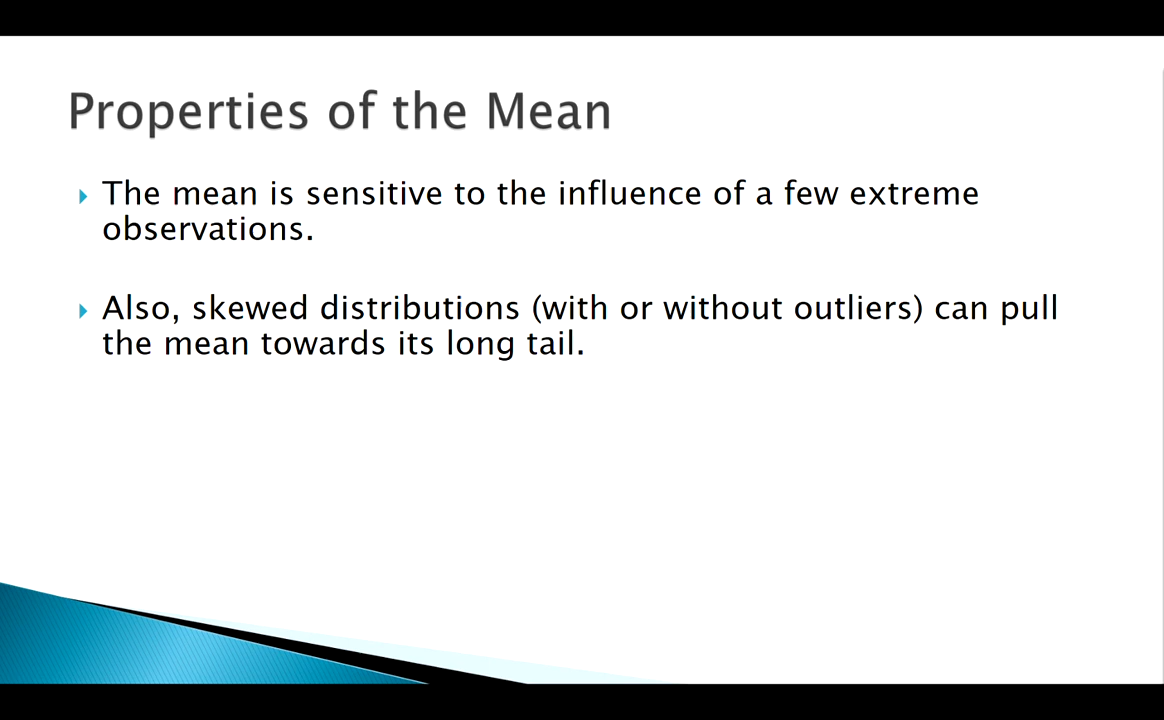 Properties of the Mean
The mean is sensitive to the influence of a few extreme
observations.
Also, skewed distributions (with or without outliers) can pull
the mean towards its long tail.